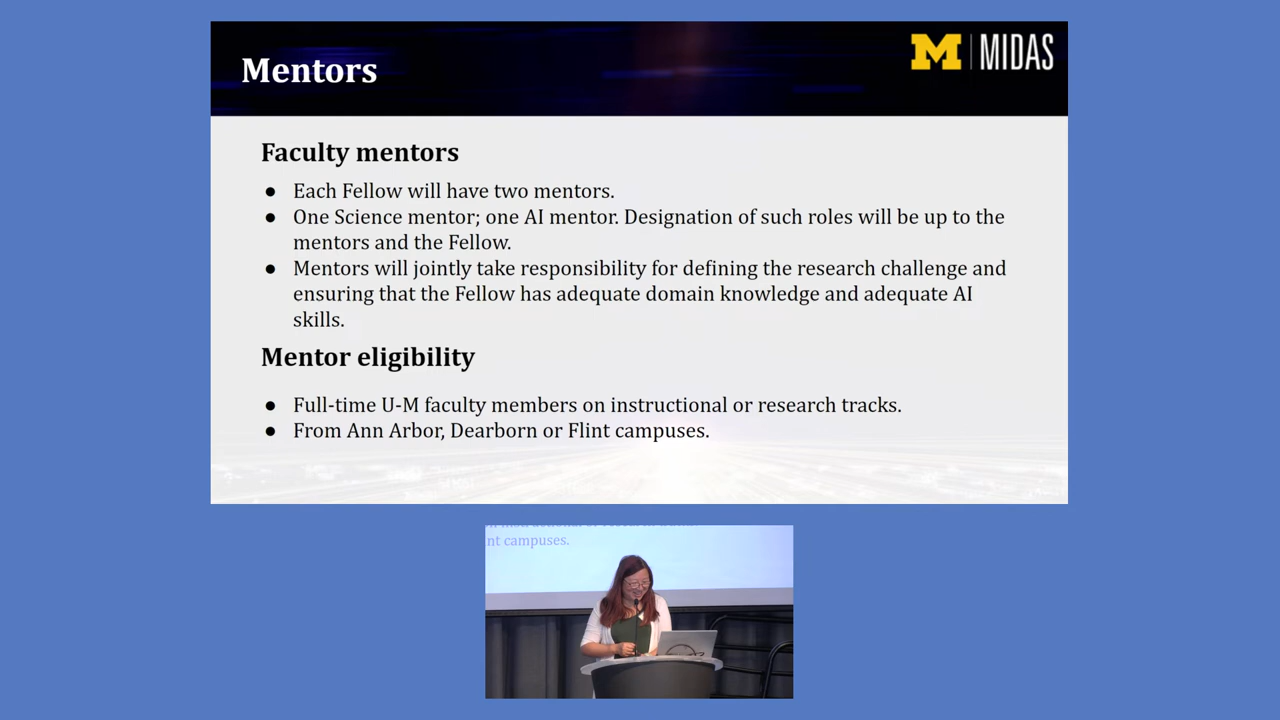 Mentors
M | MIDAS
Faculty mentors
● Each Fellow will have two mentors.
● One Science mentor; one AI mentor. Designation of such roles will be up to the
mentors and the Fellow.
● Mentors will jointly take responsibility for defining the research challenge and
ensuring that the Fellow has adequate domain knowledge and adequate AI
skills.
Mentor eligibility
● Full-time U-M faculty members on instructional or research tracks.
● From Ann Arbor, Dearborn or Flint campuses.
nt campuses.